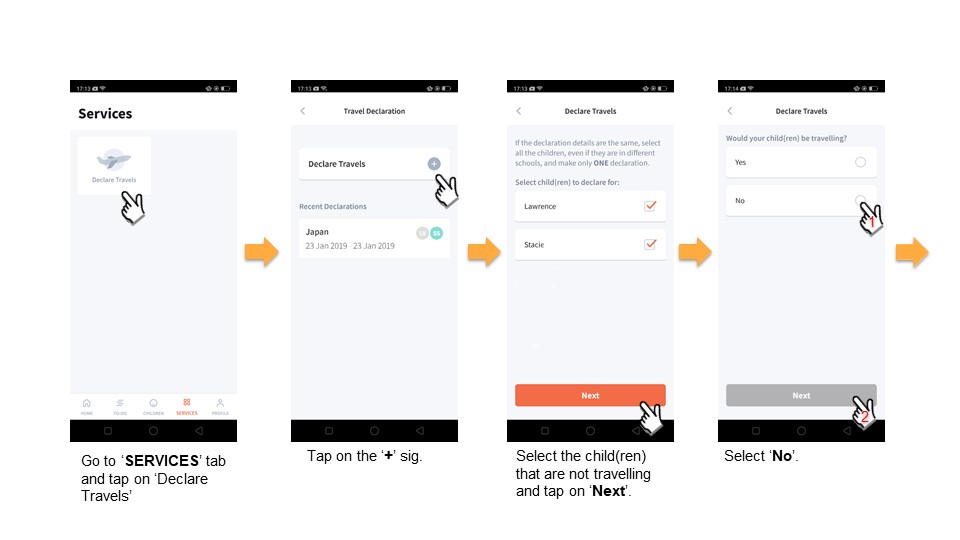 17:13
Services
Declare Travels
HOME
TO-DO
CHILDREN
SERVICES
PROFILE
Go to ‘SERVICES’ tab
and tap on ‘Declare
Travels’
17:13
Travel Declaration
Declare Travels
+
Recent Declarations
Japan
23 Jan 2019 23 Jan 2019
SS
Tap on the ‘+’ sig.
17:13
Declare Travels
If the declaration details are the same, select
all the children, even if they are in different
schools, and make only ONE declaration.
Select child(ren) to declare for:
Lawrence
Stacie
Next
Select the child(ren)
that are not travelling
and tap on ‘Next’.
17:14
Declare Travels
Would your child(ren) be travelling?
Yes
No
1
Next
2
Select ‘No’.